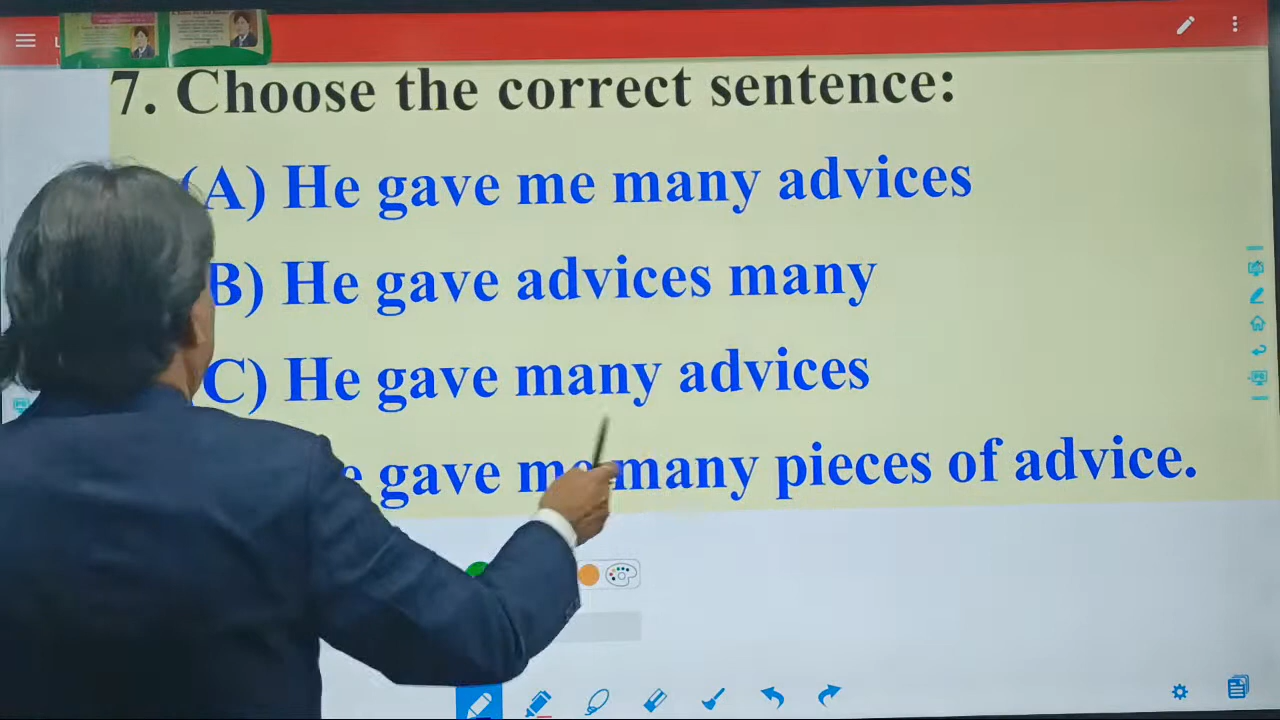 7. Choose the correct sentence:
(A) He gave me many advices
B) He gave advices many
C) He gave many advices
e gave me many pieces of advice.